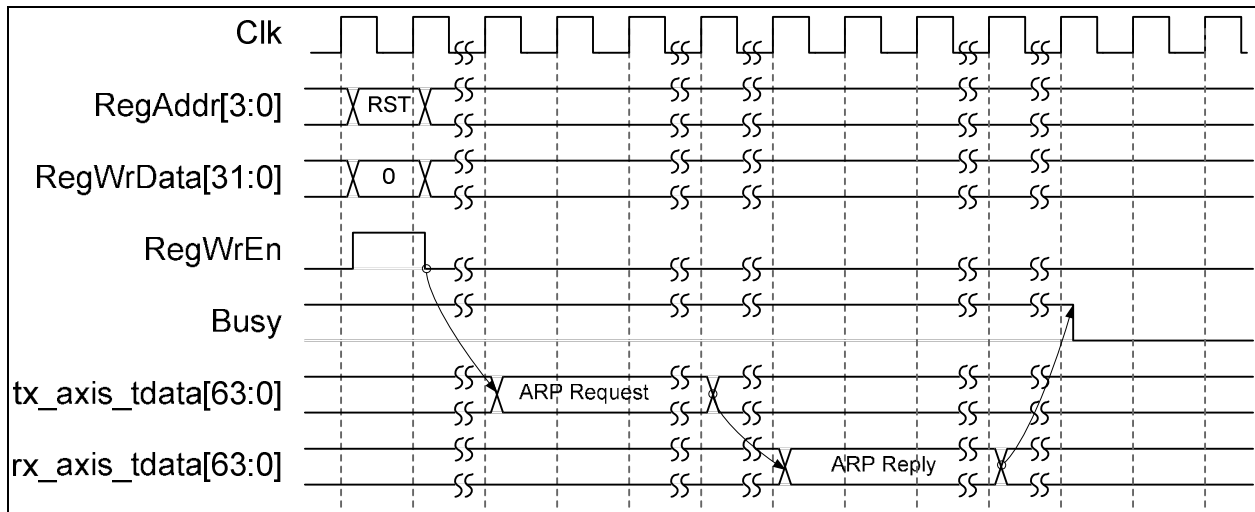 Clk
RegAddr[3:0]
RST
RegWrData[31:0]
0
RegWrEn
Busy
tx_axis_tdata[63:0]
ARP Request
rx_axis_tdata[63:0]
ARP Reply